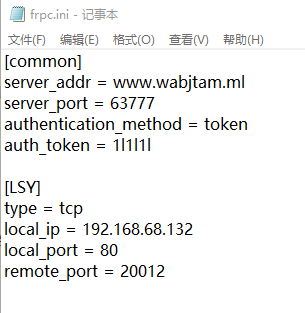 frpc.ini - 记事本
文件(F) 编辑(E) 格式(O) 查看(V) 帮助(H)
[common]
server_addr = www.wabjtam.ml
server_port = 63777
authentication_method = token
auth_token = 1l1l1l

[LSY]
type = tcp
local_ip = 192.168.68.132
local_port = 80
remote_port = 20012